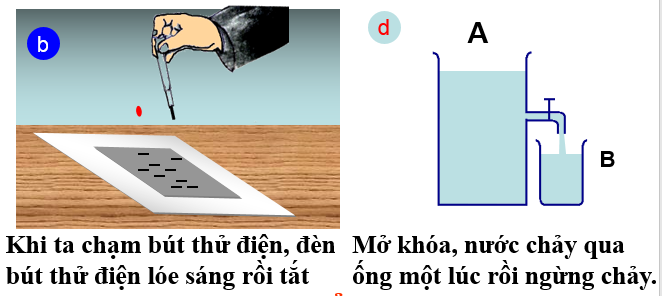 b
d
A
B
Khi ta chạm bút thử điện, đèn
bút thử điện lóe sáng rồi tắt
Mở khóa, nước chảy qua
ống một lúc rồi ngừng chảy.